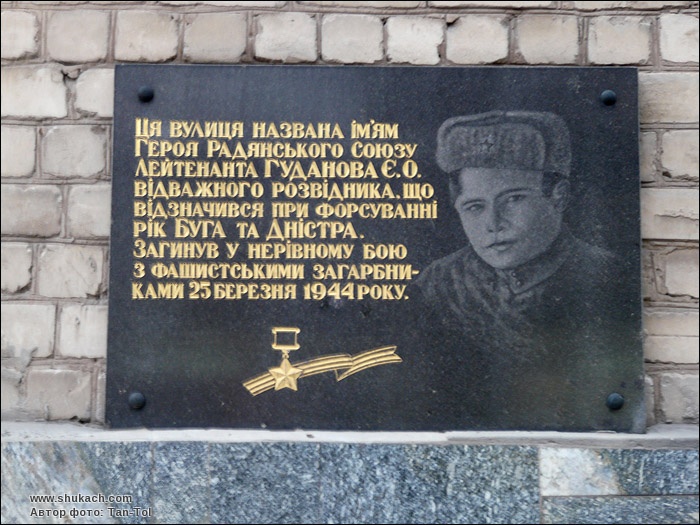 Ця вулиця названа ім'ям
Героя Радянського Союзу
Лейтенанта Гуданова Є.О.
відважного розвідника, що
відзначився при форсуванні
рік Буга та Дністра.
Загинув у нерівному бою
з фашистськими загарбни-
ками 25 березня 1944 року.
www.shukach.com
Автор фото: Tan-Tol